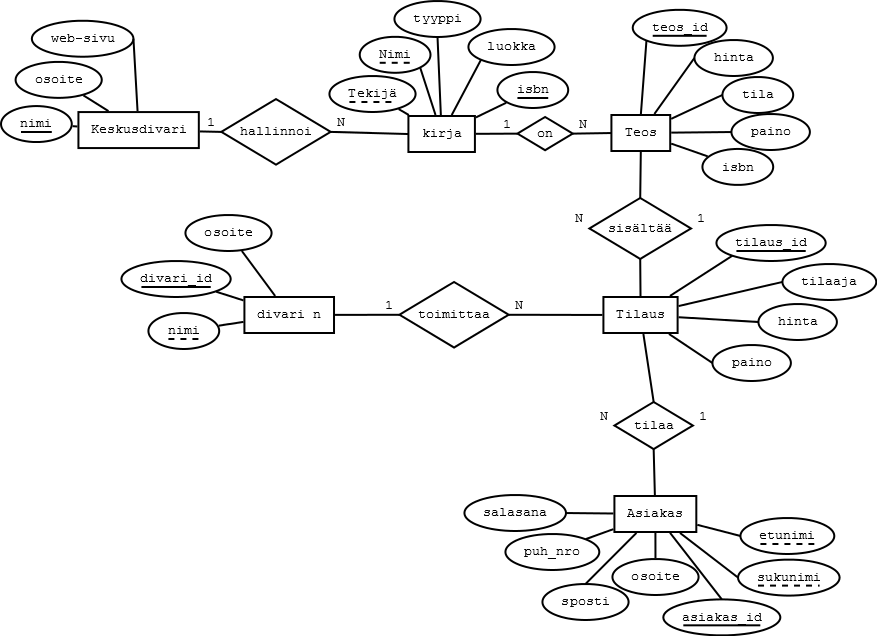 tyyppi
teos_id
web-sivu
Nimi
luokka
hinta
osoite
Tekijä
isbn
tila
nimi
Keskusdivari
1
hallinnoi
N
kirja
1
on
N
Teos
paino
isbn
osoite
N
sisältää
1
tilaus_id
divari_id
tilaaja
nimi
divari n
1
toimittaa
N
Tilaus
hinta
paino
N
tilaa
1
salasana
Asiakas
etunimi
puh_nro
osoite
sukunimi
sposti
asiakas_id